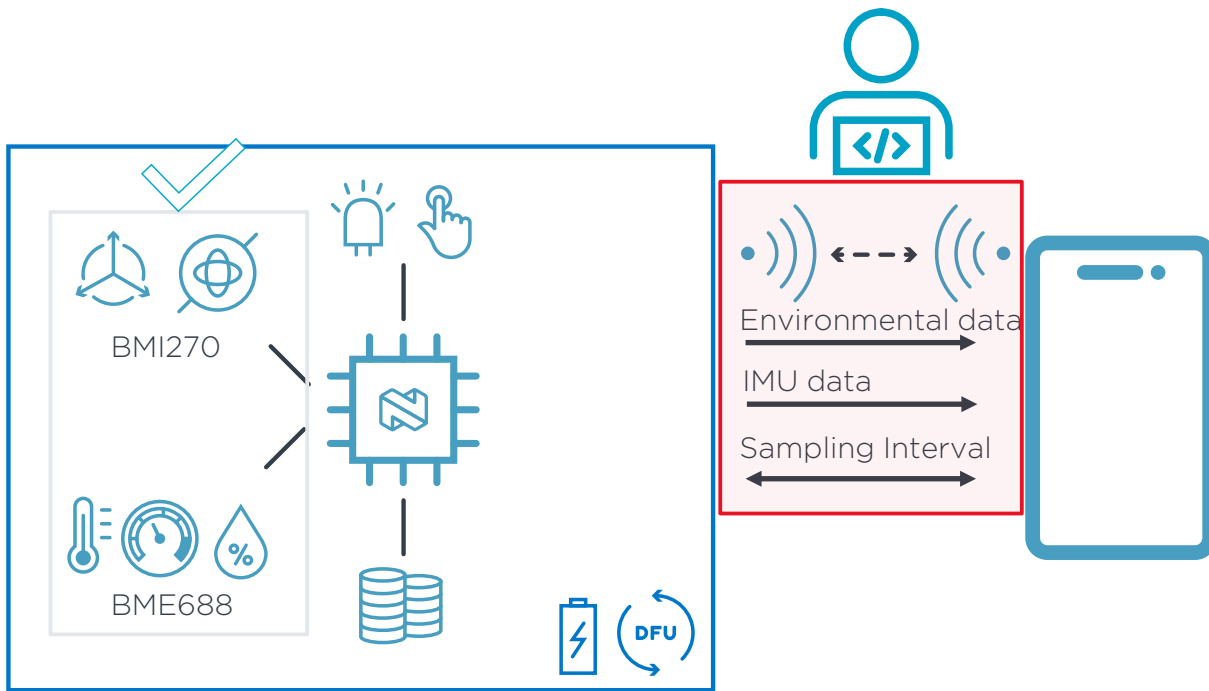 </>
Environmental data
BMI270
IMU data
Sampling Interval
%
BME688
DFU